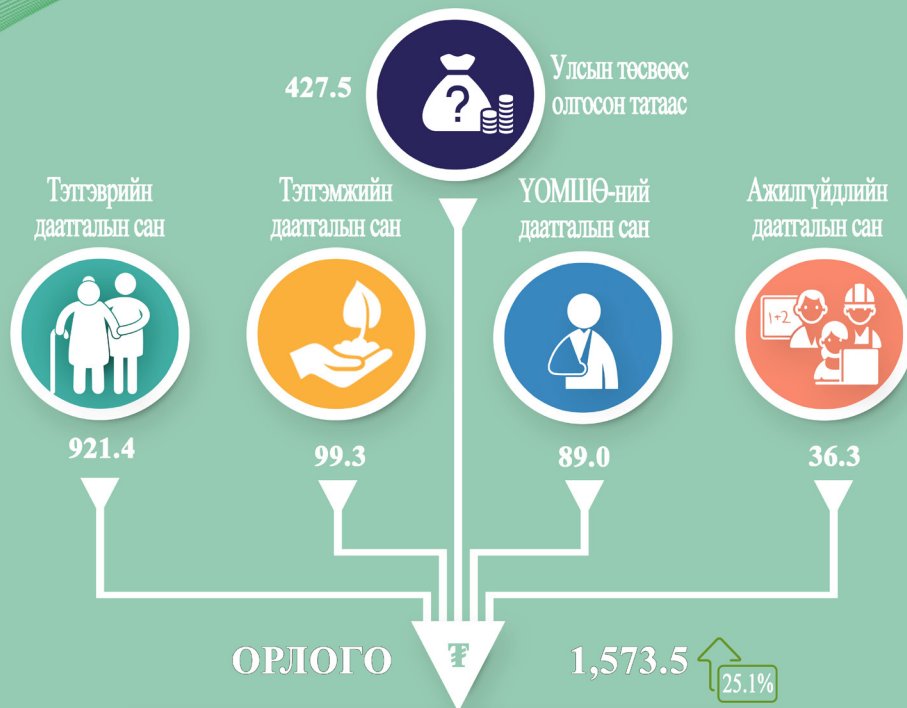 427.5
Улсын төсвөөс
олгосон татаас
Тэтгэврийн
даатгалын сан
Тэтгэмжийн
даатгалын сан
ҮОМШӨ-ний
даатгалын сан
Ажилгүйдлийн
даатгалын сан
?
1+2
921.4
99.3
89.0
36.3
ОРЛОГО ₮ 1,573.5
25.1%